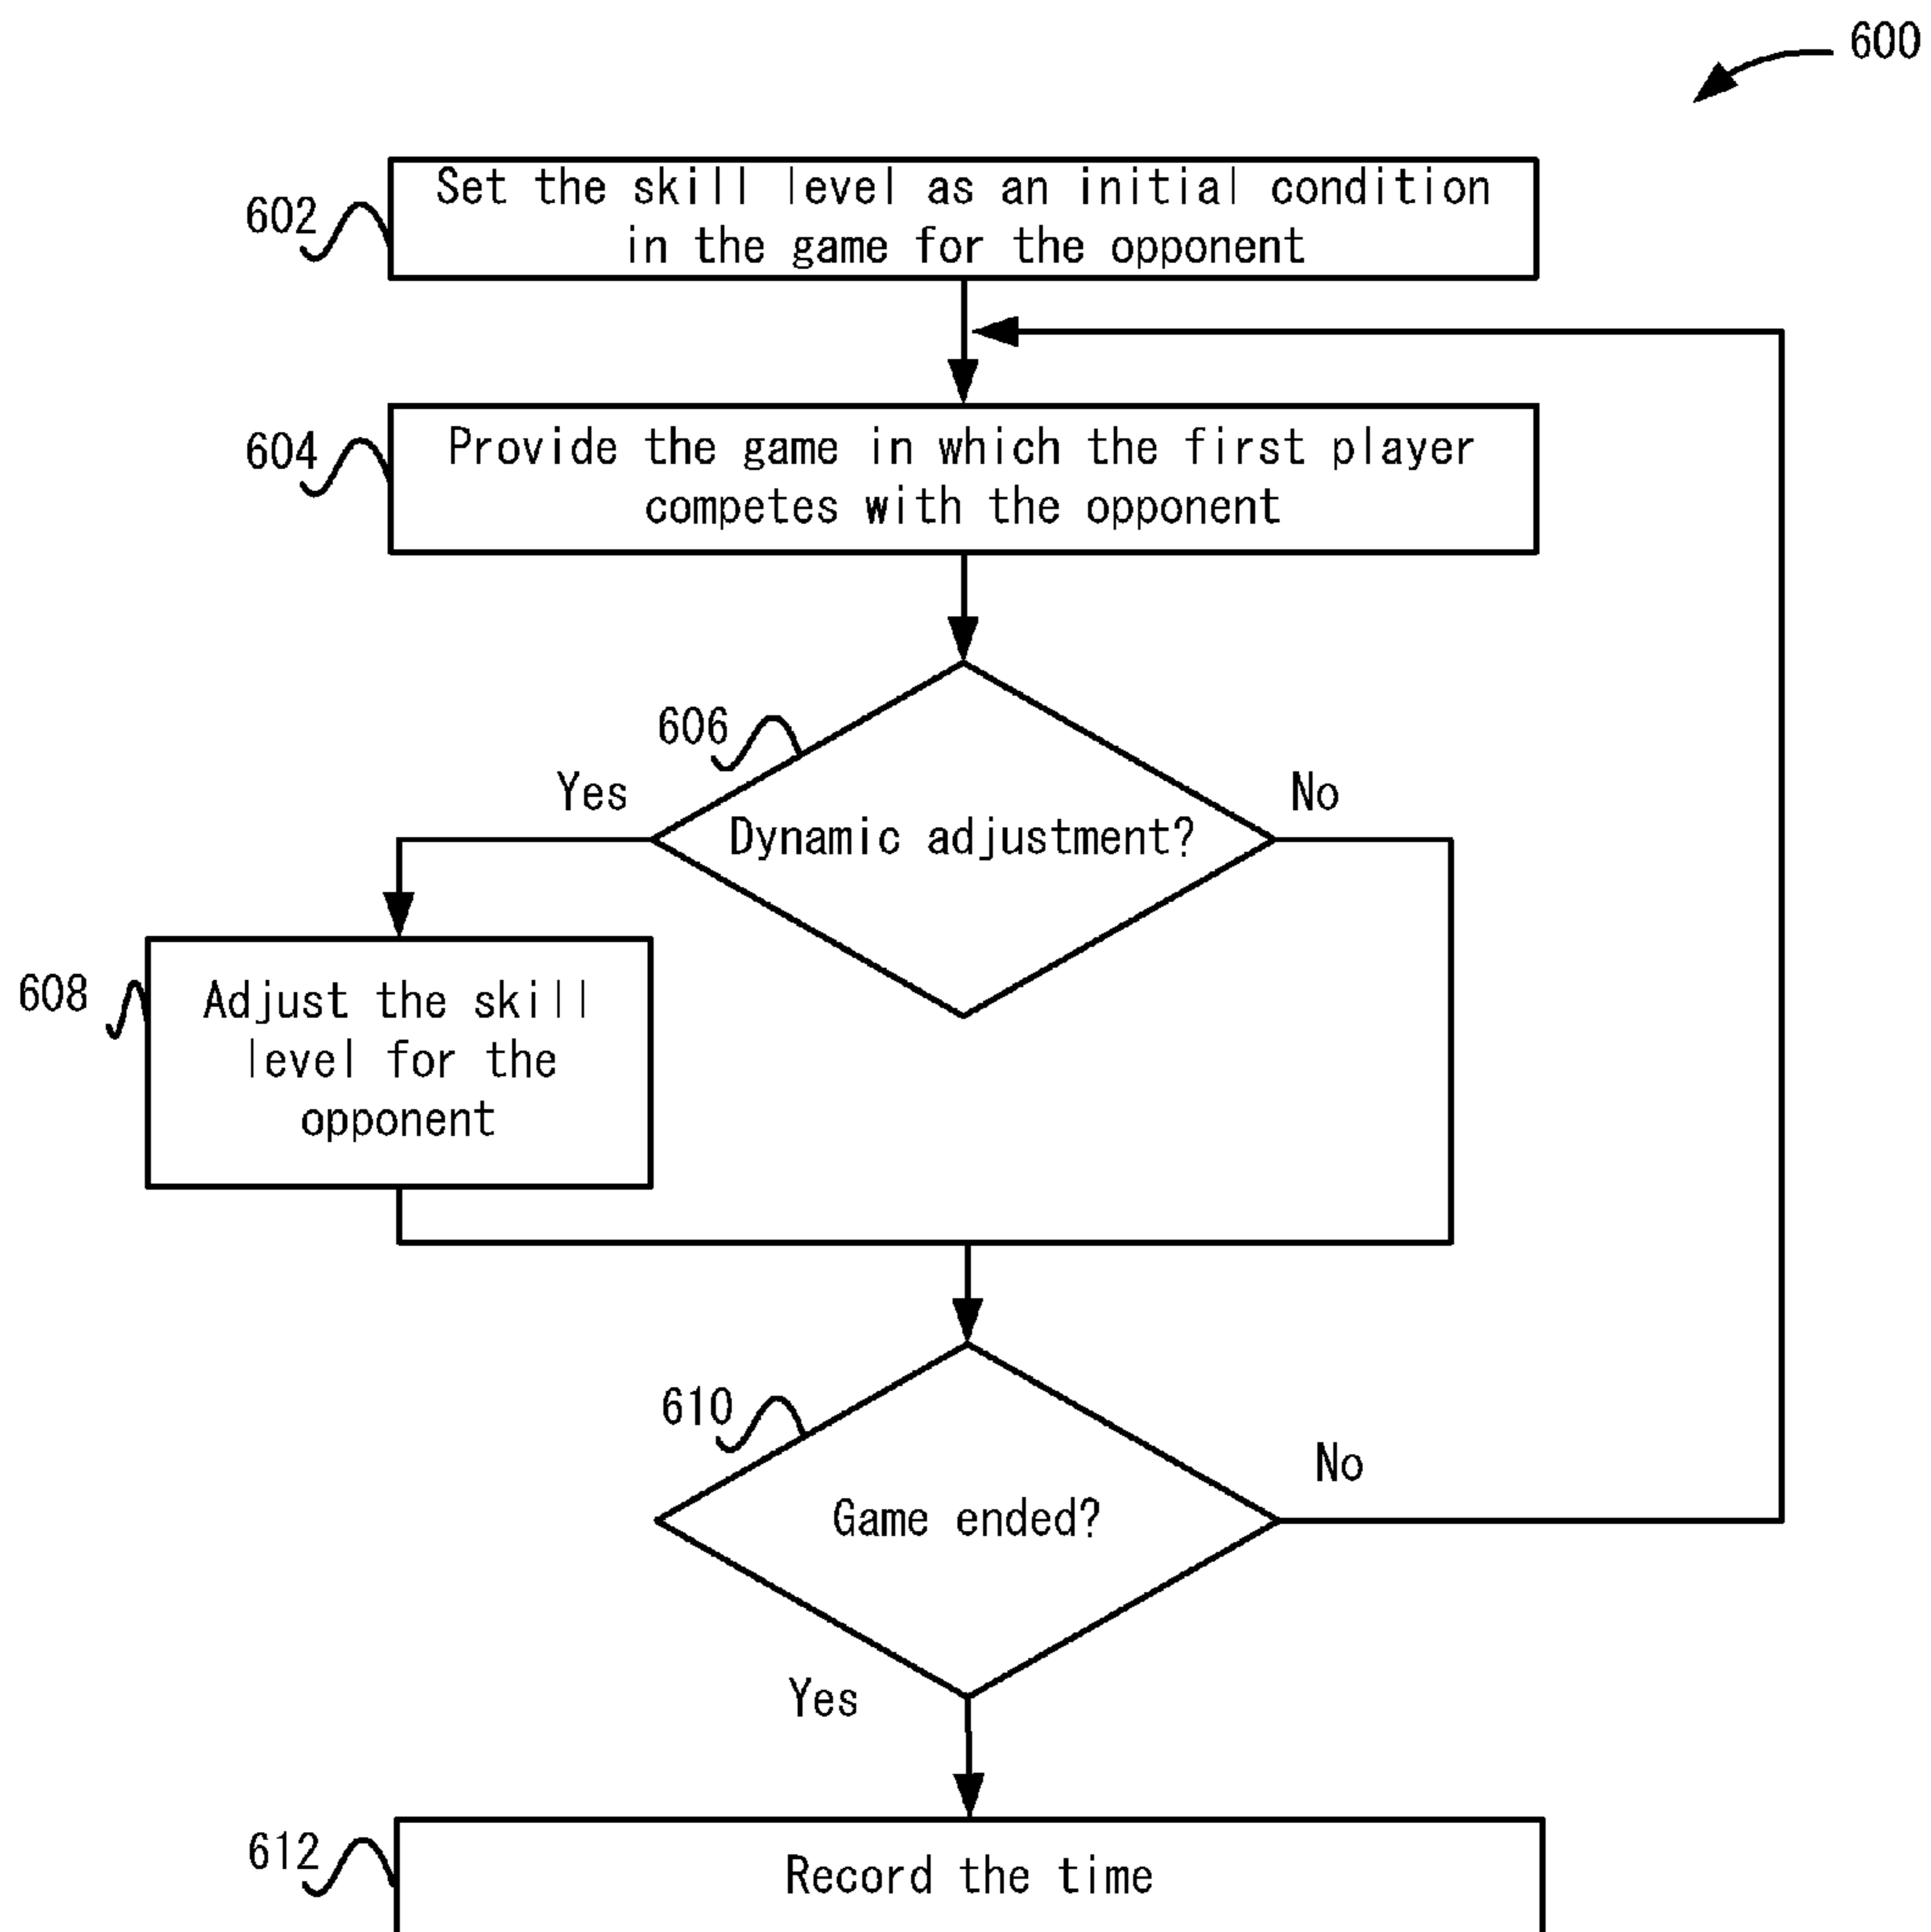 600
602
Set the skill level as an initial condition
in the game for the opponent
604
Provide the game in which the first player
competes with the opponent
606
Yes
No
Dynamic adjustment?
608
Adjust the skill
level for the
opponent
610
No
Game ended?
Yes
612
Record the time